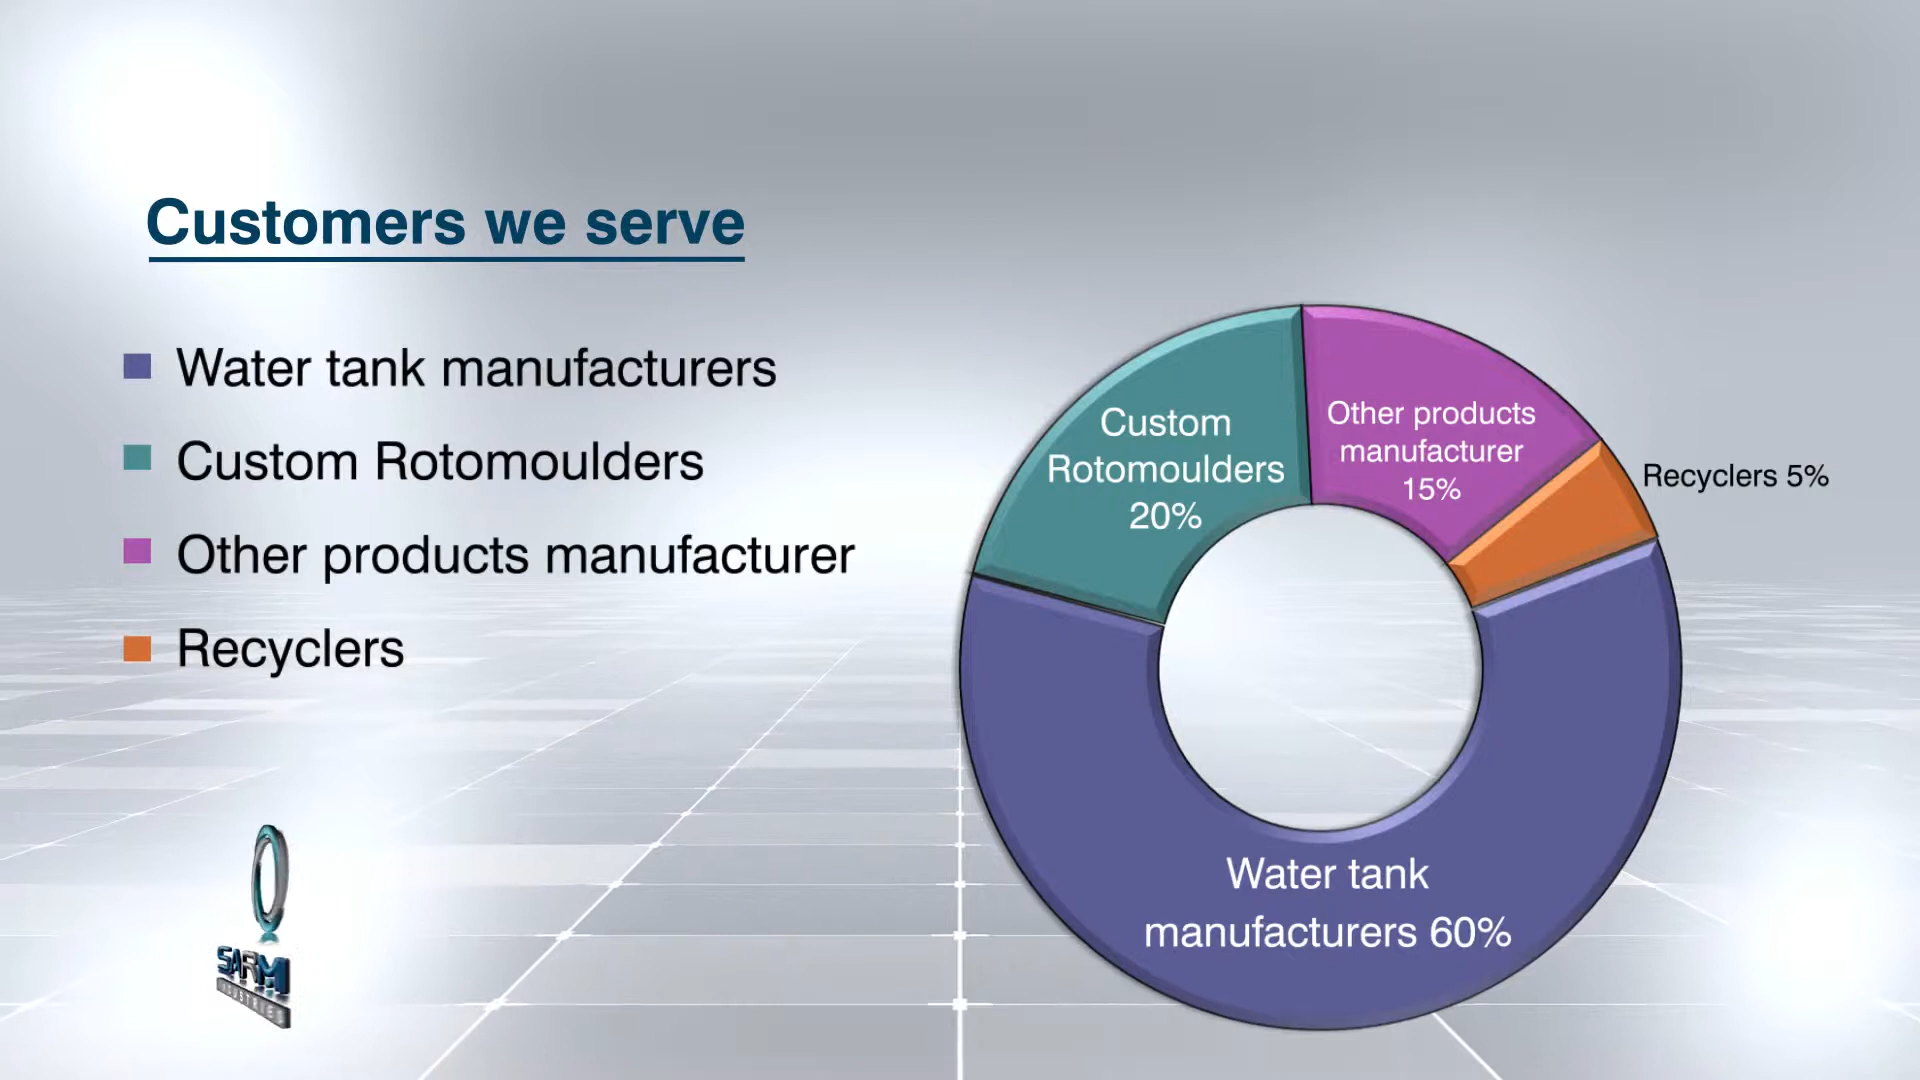 Customers we serve
Water tank manufacturers
Custom Rotomoulders
Other products manufacturer
Recyclers
Custom
Rotomoulders
20%
Other products
manufacturer
15%
Recyclers 5%
Water tank
manufacturers 60%
SARM
INDUSTRIES